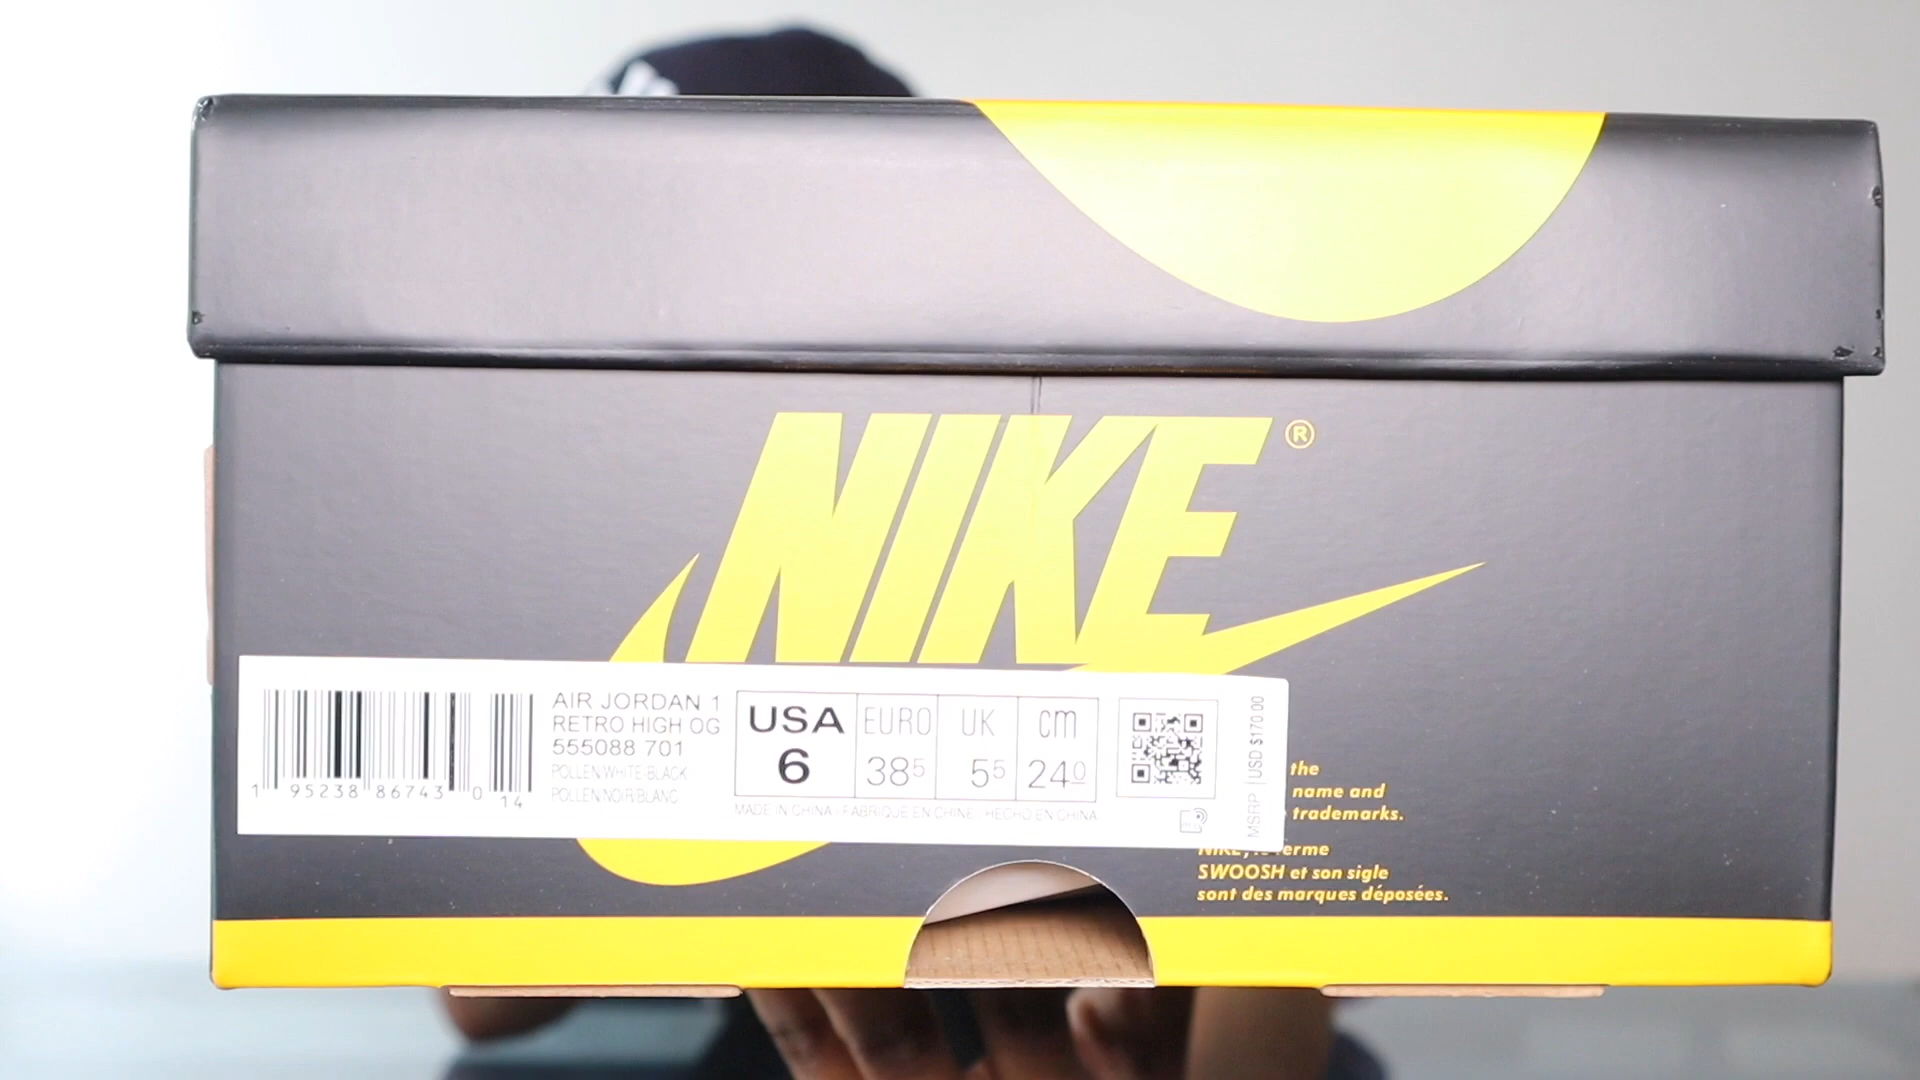 NIKE®
AIR JORDAN 1
RETRO HIGH OG
555088 701
POLLEN/WHITE-BLACK
POLLEN/NOIR/BLANC
1 95238 86743 0 14
USA EURO UK cm
6 38⁵ 5⁵ 24⁰
MADE IN CHINA / FABRIQUE EN CHINE / HECHO EN CHINA
MSRP USD $170.00
the
name and
trademarks.
SWOOSH et son sigle
sont des marques déposées.